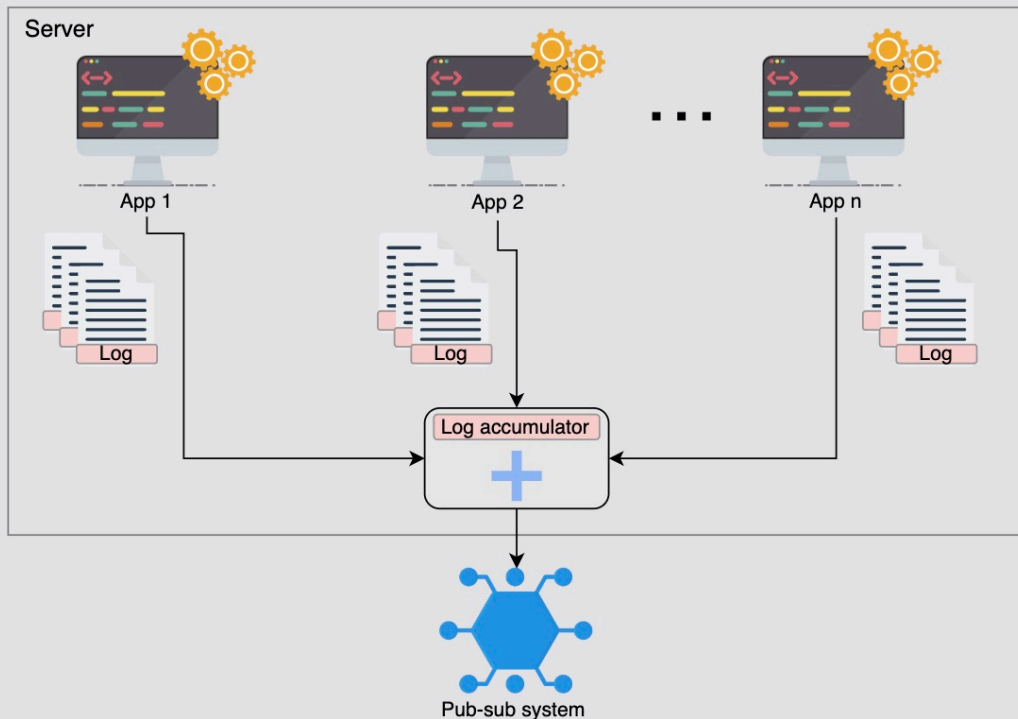 Server
App 1
App 2
App n
Log
Log
Log
Log accumulator
Pub-sub system